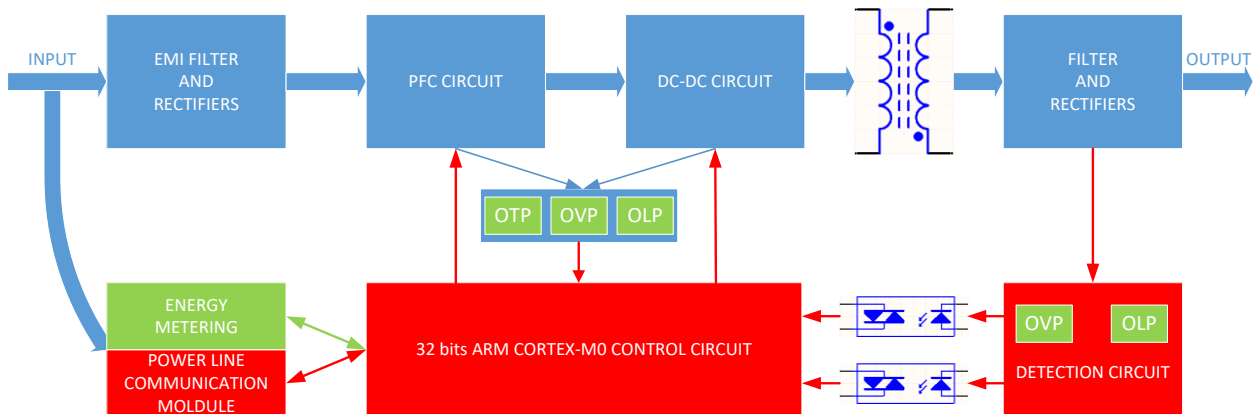 INPUT
EMI FILTER
AND
RECTIFIERS
PFC CIRCUIT
DC-DC CIRCUIT
FILTER
AND
RECTIFIERS
OUTPUT
OTP
OVP
OLP
ENERGY
METERING
POWER LINE
COMMUNICATION
MOLDULE
32 bits ARM CORTEX-M0 CONTROL CIRCUIT
OVP
OLP
DETECTION CIRCUIT